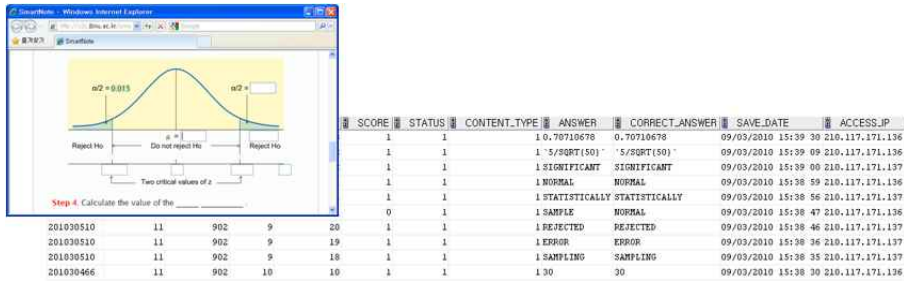 SmartNote - Windows Internet Explorer
즐겨찾기 SmartNote
α/2 = 0.015 α/2 =
μ =
Reject Ho Do not reject Ho Reject Ho
Two critical values of z
Step 4. Calculate the value of the _____ _________ .
SCORE STATUS CONTENT_TYPE ANSWER CORRECT_ANSWER SAVE_DATE ACCESS_IP
1 1 1 0.70710678 0.70710678 09/03/2010 15:39 30 210.117.171.136
1 1 1 '5/SQRT(50)' '5/SQRT(50)' 09/03/2010 15:39 09 210.117.171.136
1 1 1 SIGNIFICANT SIGNIFICANT 09/03/2010 15:39 00 210.117.171.137
1 1 1 NORMAL NORMAL 09/03/2010 15:38 59 210.117.171.136
1 1 1 STATISTICALLY STATISTICALLY 09/03/2010 15:38 56 210.117.171.137
0 1 1 SAMPLE NORMAL 09/03/2010 15:38 47 210.117.171.136
201030510 11 902 9 20 1 1 1 REJECTED REJECTED 09/03/2010 15:38 46 210.117.171.137
201030510 11 902 9 19 1 1 1 ERROR ERROR 09/03/2010 15:38 36 210.117.171.137
201030510 11 902 9 18 1 1 1 SAMPLING SAMPLING 09/03/2010 15:38 35 210.117.171.137
201030466 11 902 10 10 1 1 1 30 30 09/03/2010 15:38 30 210.117.171.136